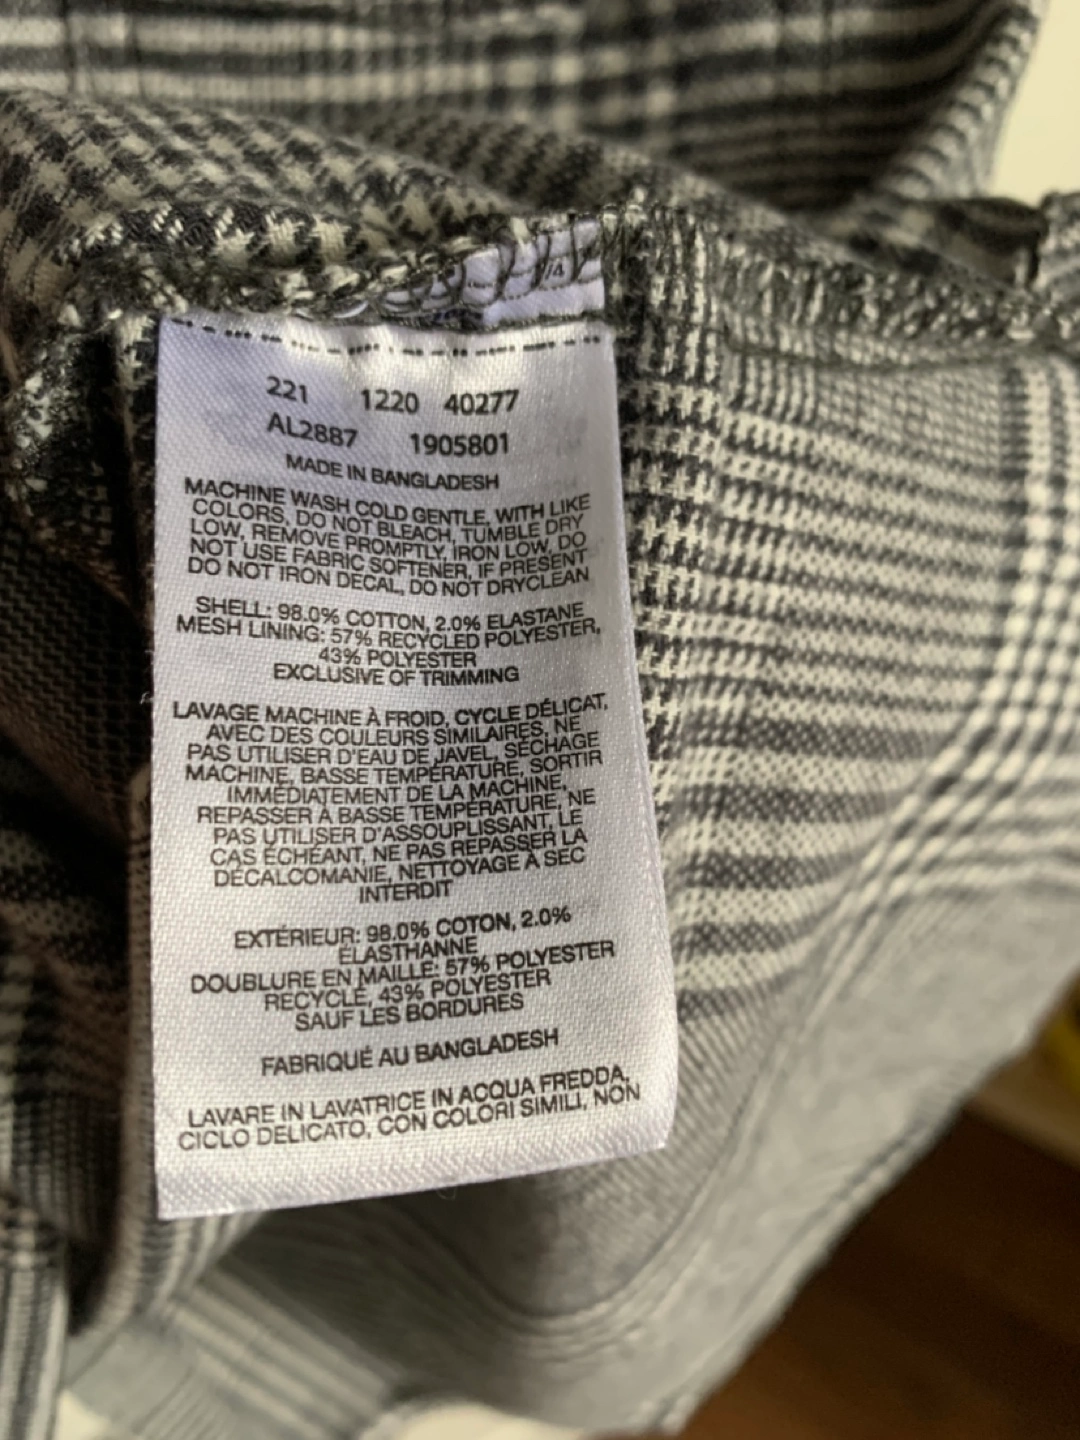 /4
221 1220 40277
AL2887 1905801
MADE IN BANGLADESH
MACHINE WASH COLD GENTLE, WITH LIKE
COLORS, DO NOT BLEACH, TUMBLE DRY
LOW, REMOVE PROMPTLY, IRON LOW, DO
NOT USE FABRIC SOFTENER, IF PRESENT
DO NOT IRON DECAL, DO NOT DRYCLEAN
SHELL: 98.0% COTTON, 2.0% ELASTANE
MESH LINING: 57% RECYCLED POLYESTER,
43% POLYESTER
EXCLUSIVE OF TRIMMING
LAVAGE MACHINE À FROID, CYCLE DÉLICAT,
AVEC DES COULEURS SIMILAIRES, NE
PAS UTILISER D'EAU DE JAVEL, SÉCHAGE
MACHINE, BASSE TEMPÉRATURE, SORTIR
IMMÉDIATEMENT DE LA MACHINE,
REPASSER À BASSE TEMPÉRATURE, NE
PAS UTILISER D'ASSOUPLISSANT, LE
CAS ÉCHÉANT, NE PAS REPASSER LA
DÉCALCOMANIE, NETTOYAGE À SEC
INTERDIT
EXTÉRIEUR: 98.0% COTON, 2.0%
ÉLASTHANNE
DOUBLURE EN MAILLE: 57% POLYESTER
RECYCLÉ, 43% POLYESTER
SAUF LES BORDURES
FABRIQUÉ AU BANGLADESH
LAVARE IN LAVATRICE IN ACQUA FREDDA,
CICLO DELICATO, CON COLORI SIMILI, NON